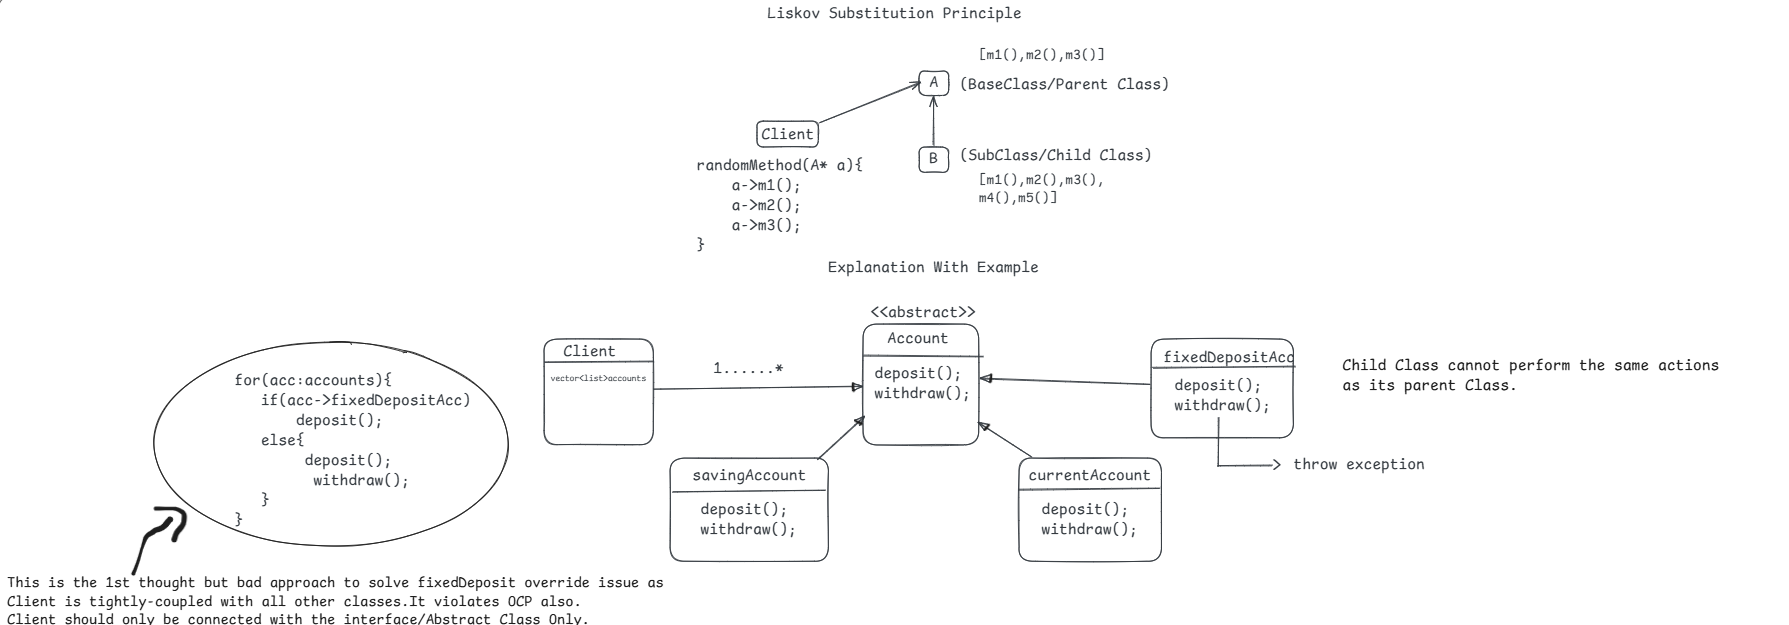 Liskov Substitution Principle
[m1(),m2(),m3()]
A
(BaseClass/Parent Class)
Client
B
(SubClass/Child Class)
[m1(),m2(),m3(),
m4(),m5()]
randomMethod(A* a){
a->m1();
a->m2();
a->m3();
}
Explanation With Example
<<abstract>>
Account
deposit();
withdraw();
Client
vector<list>accounts
1......*
fixedDepositAcc
deposit();
withdraw();
throw exception
Child Class cannot perform the same actions
as its parent Class.
savingAccount
deposit();
withdraw();
currentAccount
deposit();
withdraw();
for(acc:accounts){
if(acc->fixedDepositAcc)
deposit();
else{
deposit();
withdraw();
}
}
This is the 1st thought but bad approach to solve fixedDeposit override issue as
Client is tightly-coupled with all other classes.It violates OCP also.
Client should only be connected with the interface/Abstract Class Only.